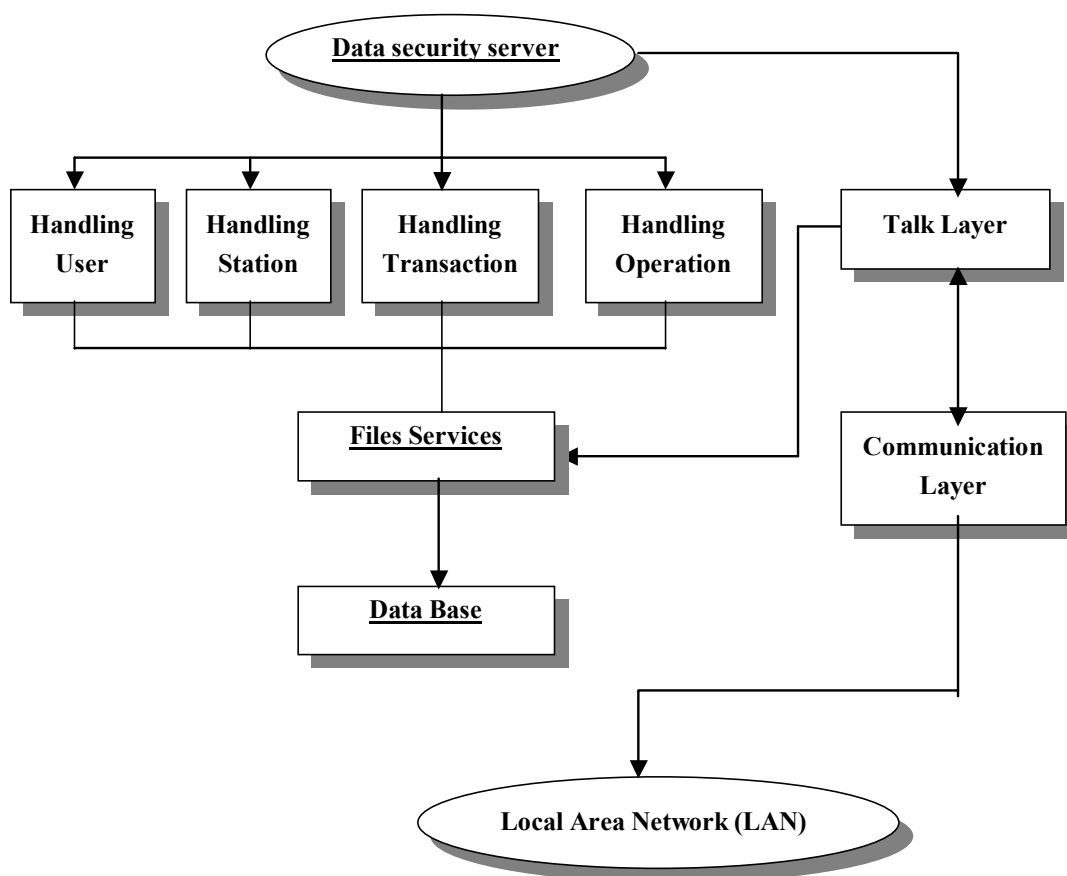 Data security server
Handling
User
Handling
Station
Handling
Transaction
Handling
Operation
Talk Layer
Files Services
Communication
Layer
Data Base
Local Area Network (LAN)